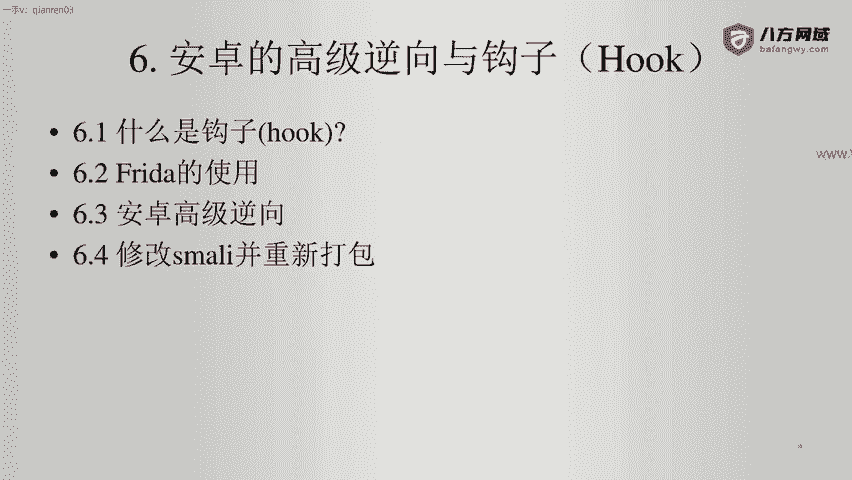 一手v：qianren03
八方网域
bafangwy.com
6. 安卓的高级逆向与钩子（Hook）
• 6.1 什么是钩子(hook)?
• 6.2 Frida的使用
• 6.3 安卓高级逆向
• 6.4 修改smali并重新打包
www.